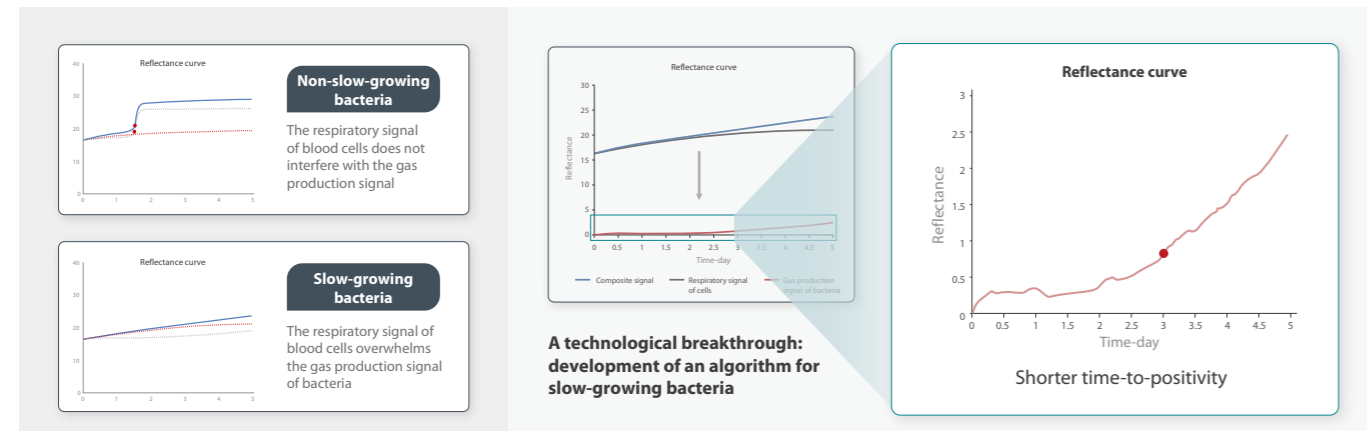 Reflectance curve
40
30
20
10
0
0 1 2 3 4 5
Non-slow-growing
bacteria
The respiratory signal
of blood cells does not
interfere with the gas
production signal
Reflectance curve
40
30
20
10
0
0 1 2 3 4 5
Slow-growing
bacteria
The respiratory signal of
blood cells overwhelms
the gas production signal
of bacteria
Reflectance curve
30
25
20
15
10
5
0
Reflectance
0 0.5 1 1.5 2 2.5 3 3.5 4 4.5 5
Time-day
Composite signal
Respiratory signal
of cells
Gas production
signal of bacteria
A technological breakthrough:
development of an algorithm for
slow-growing bacteria
Reflectance curve
3
2.5
2
1.5
1
0.5
0
Reflectance
0 0.5 1 1.5 2 2.5 3 3.5 4 4.5 5
Time-day
Shorter time-to-positivity